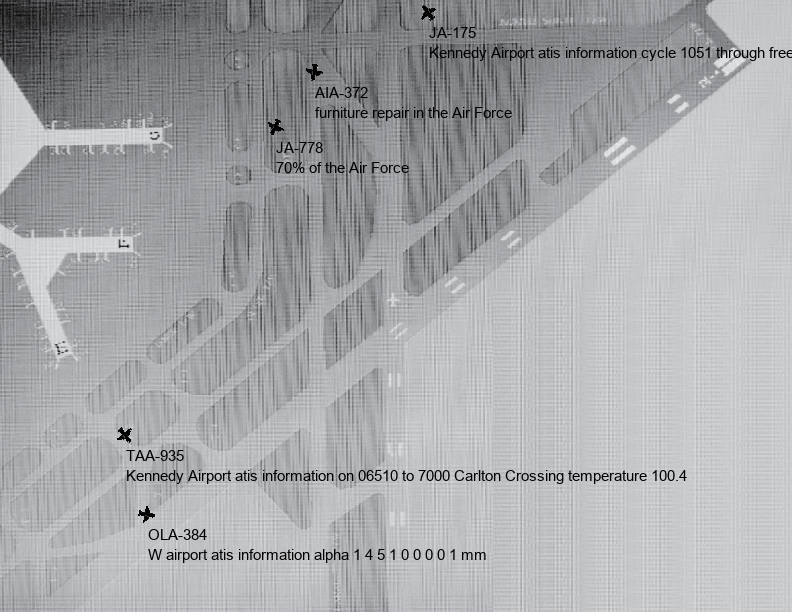 JA-175
Kennedy Airport atis information cycle 1051 through free
AIA-372
furniture repair in the Air Force
JA-778
70% of the Air Force
TAA-935
Kennedy Airport atis information on 06510 to 7000 Carlton Crossing temperature 100.4
OLA-384
W airport atis information alpha 1 4 5 1 0 0 0 0 1 mm